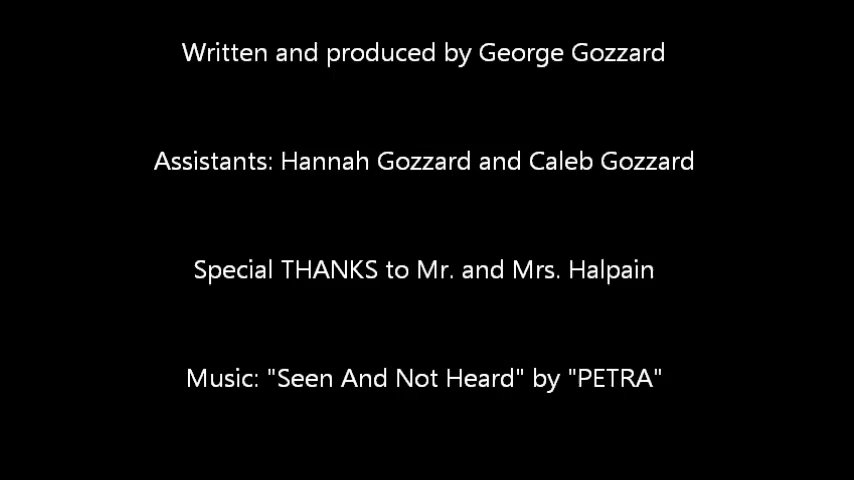 Written and produced by George Gozzard
Assistants: Hannah Gozzard and Caleb Gozzard
Special THANKS to Mr. and Mrs. Halpain
Music: "Seen And Not Heard" by "PETRA"